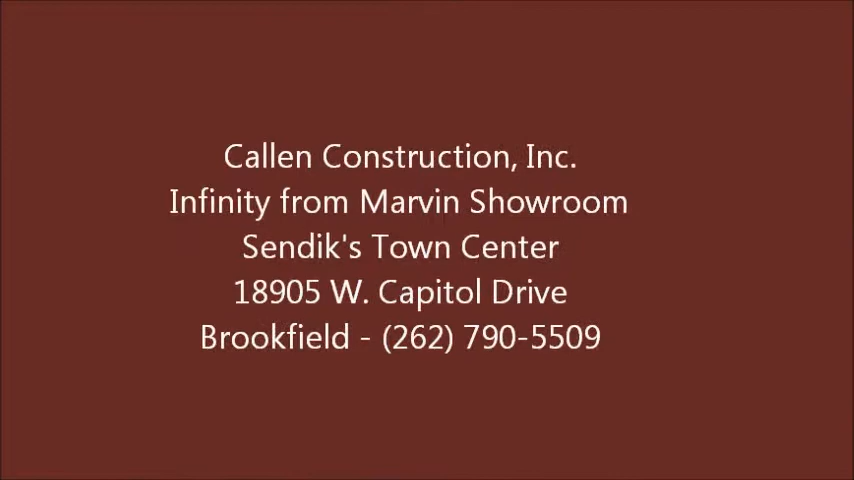 Callen Construction, Inc.
Infinity from Marvin Showroom
Sendik's Town Center
18905 W. Capitol Drive
Brookfield - (262) 790-5509